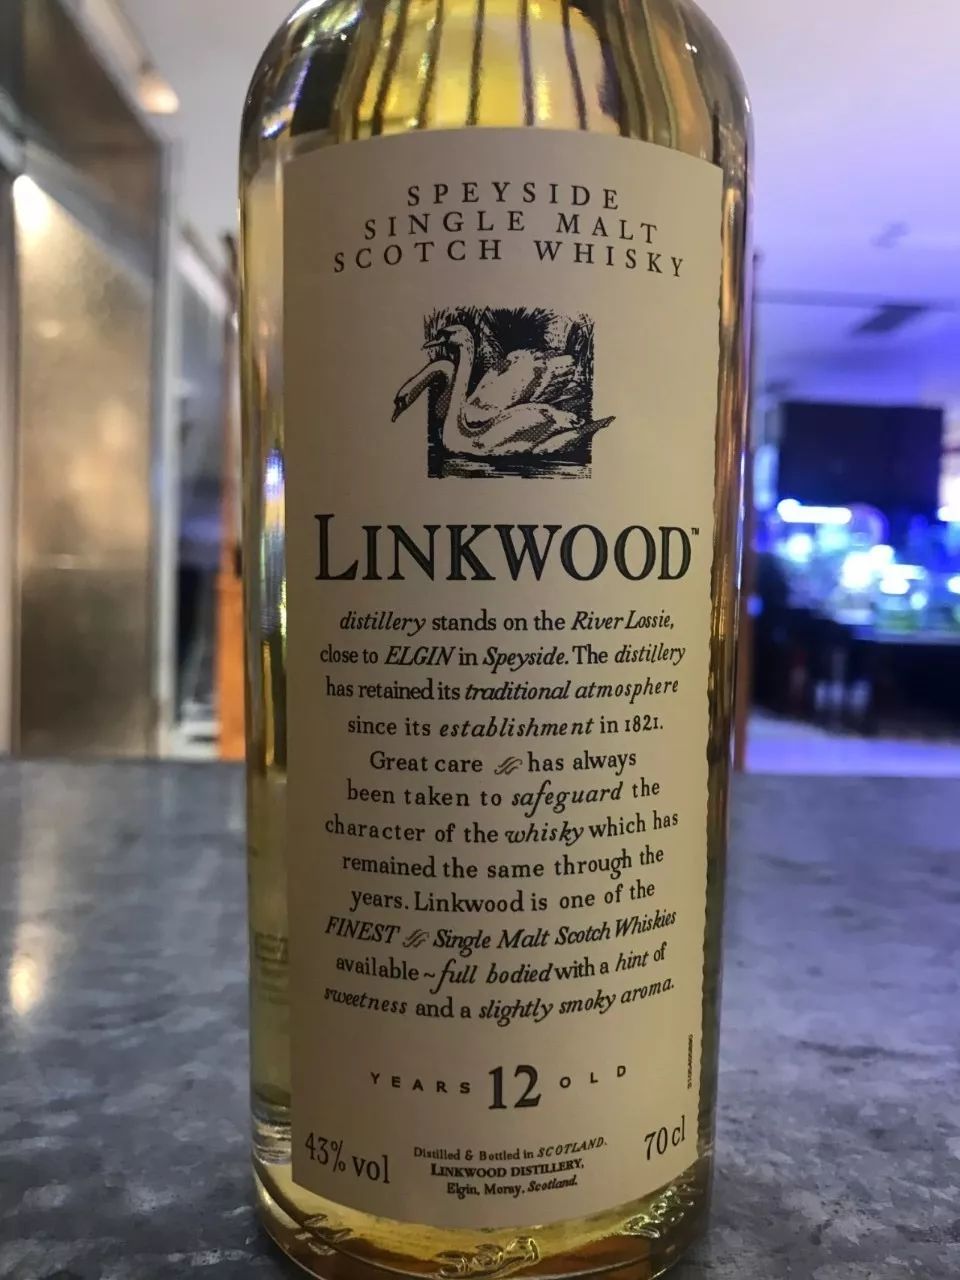 SPEYSIDE
SINGLE MALT
SCOTCH WHISKY
LINKWOOD™
distillery stands on the River Lossie,
close to ELGIN in Speyside. The distillery
has retained its traditional atmosphere
since its establishment in 1821.
Great care has always
been taken to safeguard the
character of the whisky which has
remained the same through the
years. Linkwood is one of the
FINEST Single Malt Scotch Whiskies
available ~ full bodied with a hint of
sweetness and a slightly smoky aroma.
YEARS 12 OLD
43% vol
Distilled & Bottled in SCOTLAND.
LINKWOOD DISTILLERY,
Elgin, Moray, Scotland.
70 cl